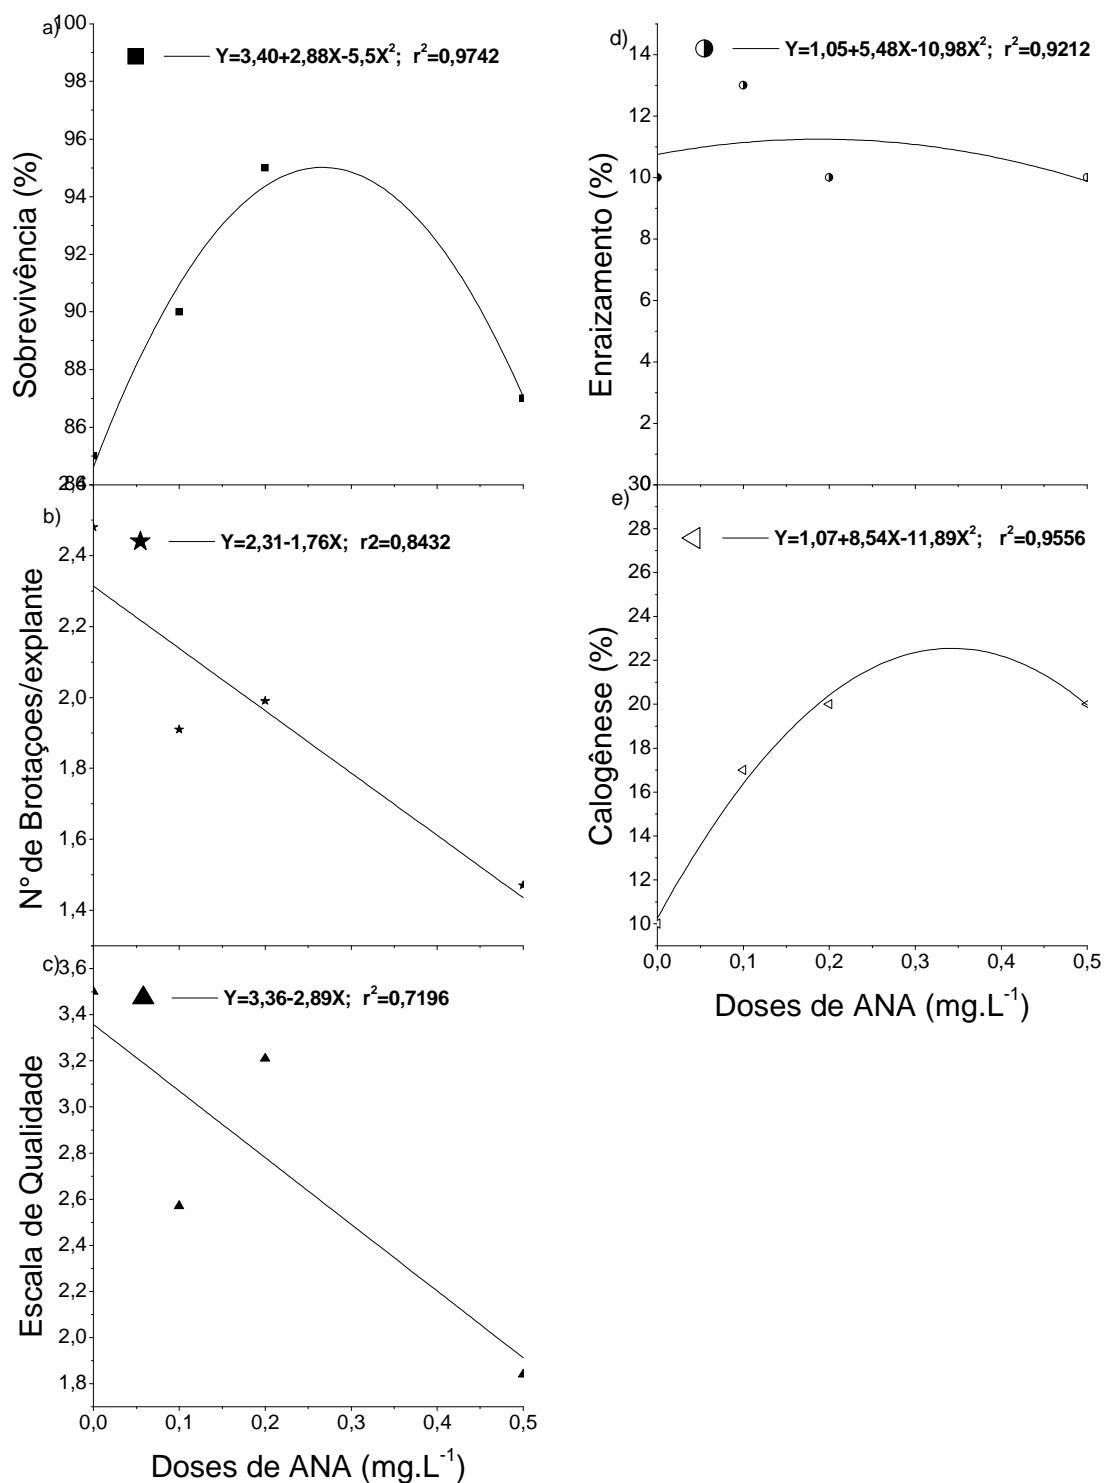 a)
Y=3,40+2,88X-5,5X²; r²=0,9742
100
98
96
94
92
90
88
86
84
Sobrevivência (%)
b)
Y=2,31-1,76X; r2=0,8432
2,6
2,4
2,2
2,0
1,8
1,6
1,4
N° de Brotaçoes/explante
c)
Y=3,36-2,89X; r²=0,7196
3,6
3,4
3,2
3,0
2,8
2,6
2,4
2,2
2,0
1,8
Escala de Qualidade
0,0 0,1 0,2 0,3 0,4 0,5
Doses de ANA (mg.L⁻¹)
d)
Y=1,05+5,48X-10,98X²; r²=0,9212
14
12
10
8
6
4
2
0
Enraizamento (%)
e)
Y=1,07+8,54X-11,89X²; r²=0,9556
30
28
26
24
22
20
18
16
14
12
10
Calogênese (%)
0,0 0,1 0,2 0,3 0,4 0,5
Doses de ANA (mg.L⁻¹)